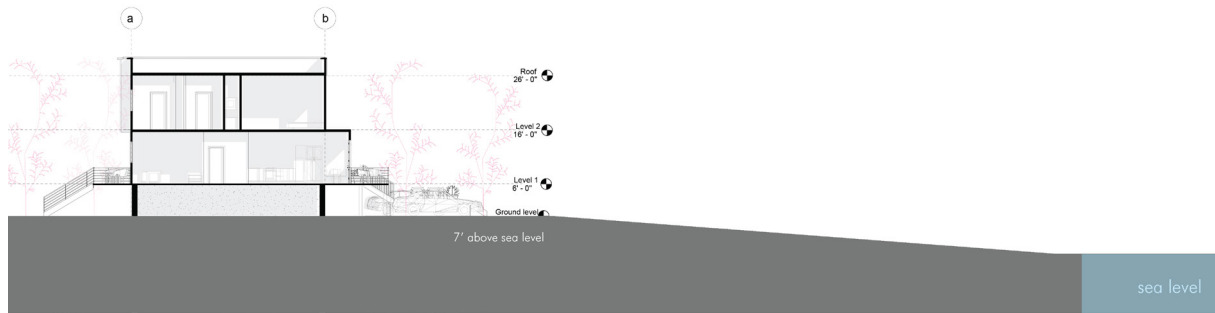 a
b
Roof
26' - 0"
Level 2
16' - 0"
Level 1
6' - 0"
Ground level
7' above sea level
sea level